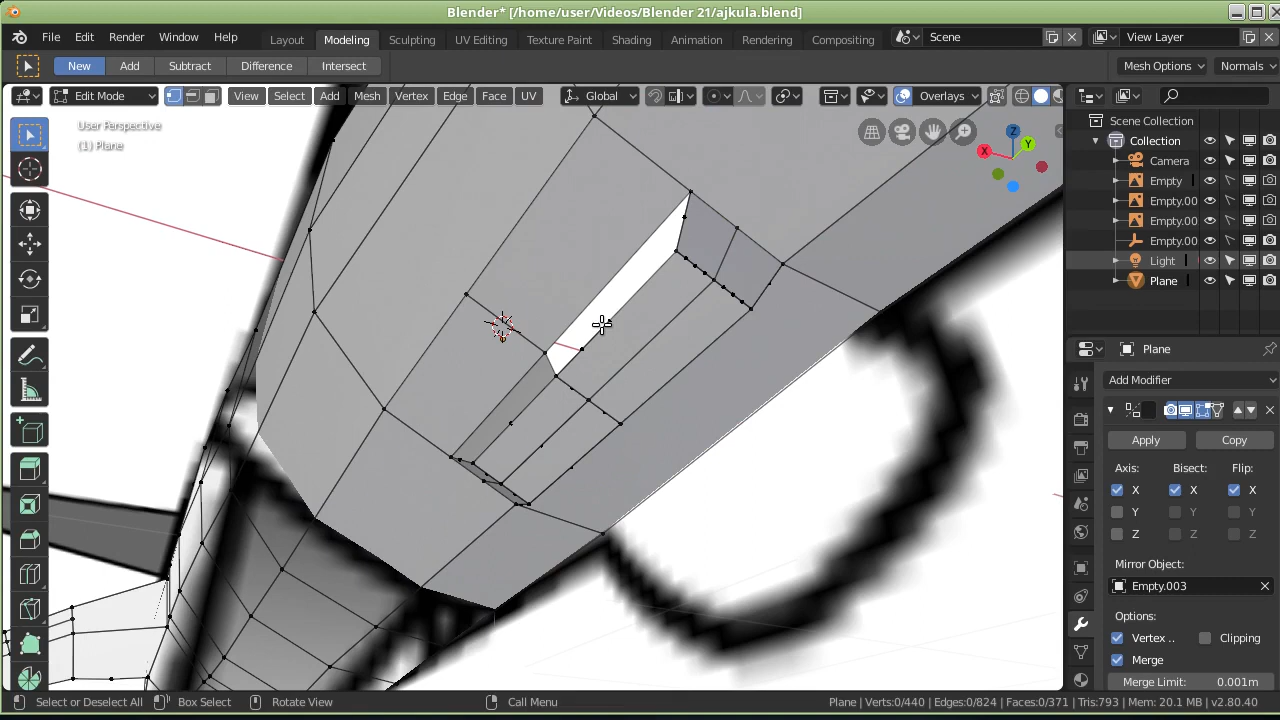 Blender* [/home/user/Videos/Blender 21/ajkula.blend]
File Edit Render Window Help Layout Modeling Sculpting UV Editing Texture Paint Shading Animation Rendering Compositing Scene View Layer
New Add Subtract Difference Intersect Mesh Options Normals
Edit Mode View Select Add Mesh Vertex Edge Face UV Global Overlays
User Perspective
(1) Plane
X Y Z
Scene Collection
Collection
Camera
Empty
Empty.00
Empty.00
Empty.00
Light
Plane
Plane
Add Modifier
Apply Copy
Axis: Bisect: Flip:
X X X
Y Y Y
Z Z Z
Mirror Object:
Empty.003
Options:
Vertex .. Clipping
Merge
Merge Limit: 0.001m
Select or Deselect All Box Select Rotate View Call Menu Plane | Verts:0/440 | Edges:0/824 | Faces:0/371 | Tris:793 | Mem: 20.1 MB | v2.80.40